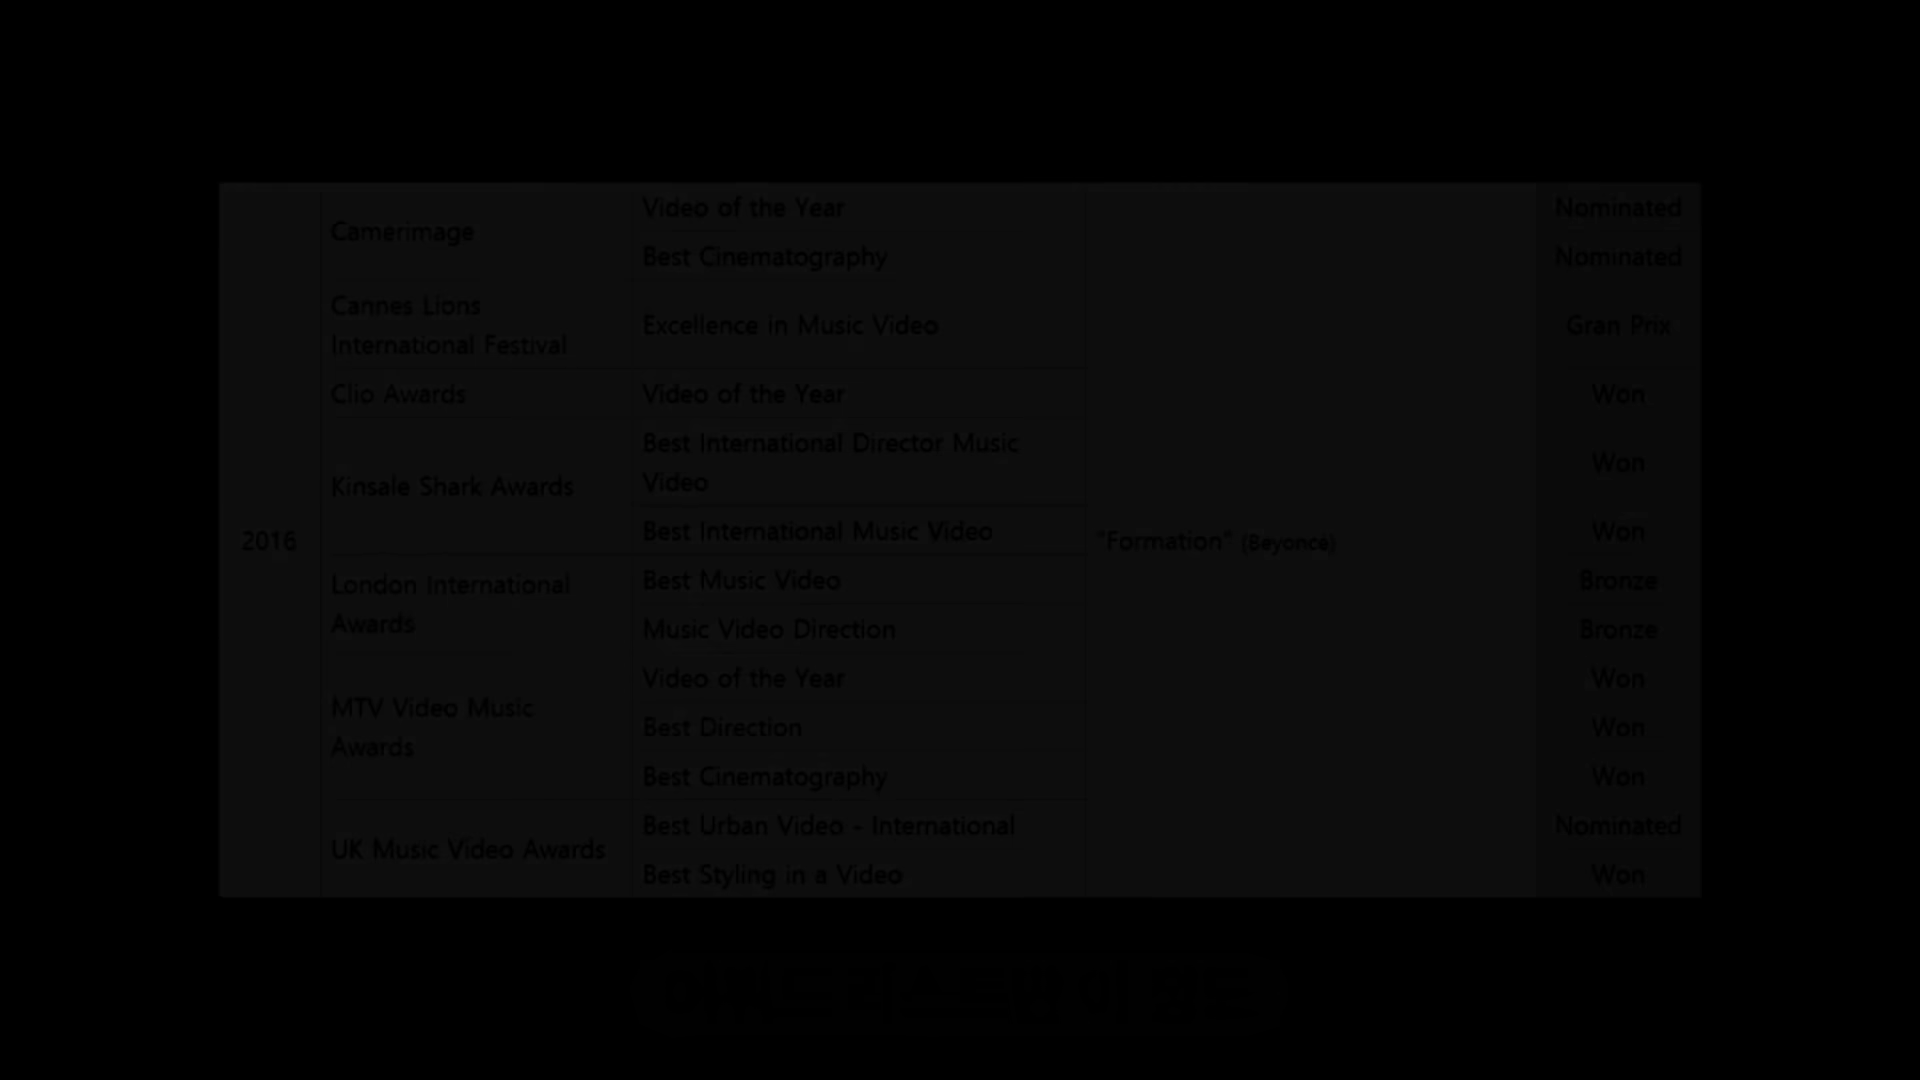 Video of the Year Nominated
Camerimage
Best Cinematography Nominated
Cannes Lions
International Festival
Excellence in Music Video Gran Prix
Clio Awards Video of the Year Won
Best International Director Music
Video
Won
Kinsale Shark Awards
Best International Music Video Won
2016
"Formation" (Beyoncé)
London International
Awards
Best Music Video Bronze
Music Video Direction Bronze
Video of the Year Won
MTV Video Music
Awards
Best Direction Won
Best Cinematography Won
Best Urban Video - International Nominated
UK Music Video Awards
Best Styling in a Video Won